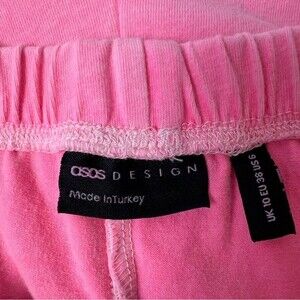 asos DESIGN
Made In Turkey
UK 10 EU 38 US 6